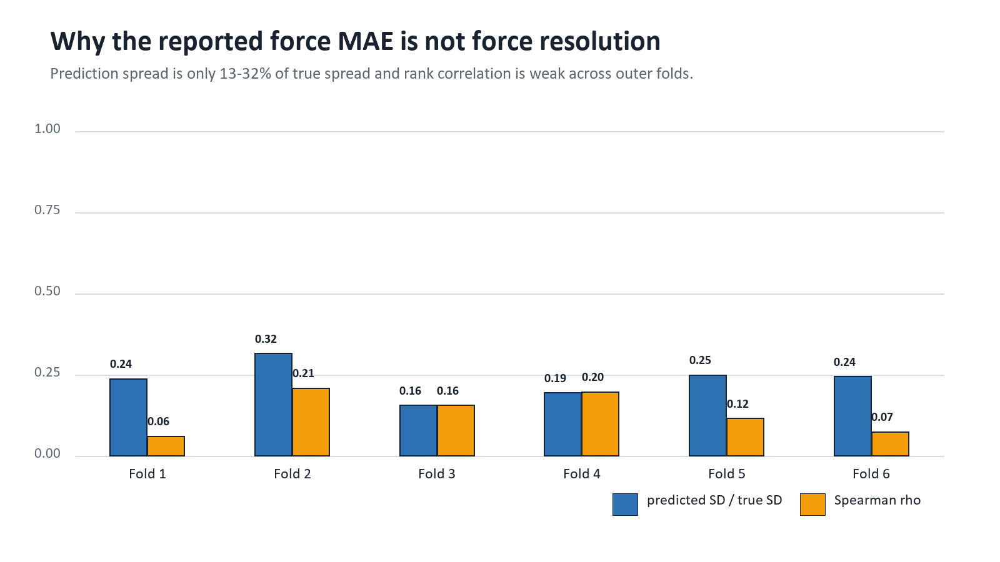 Why the reported force MAE is not force resolution
Prediction spread is only 13-32% of true spread and rank correlation is weak across outer folds.
1.00
0.75
0.50
0.25
0.00
0.24
0.06
0.32
0.21
0.16
0.16
0.19
0.20
0.25
0.12
0.24
0.07
Fold 1
Fold 2
Fold 3
Fold 4
Fold 5
Fold 6
predicted SD / true SD
Spearman rho